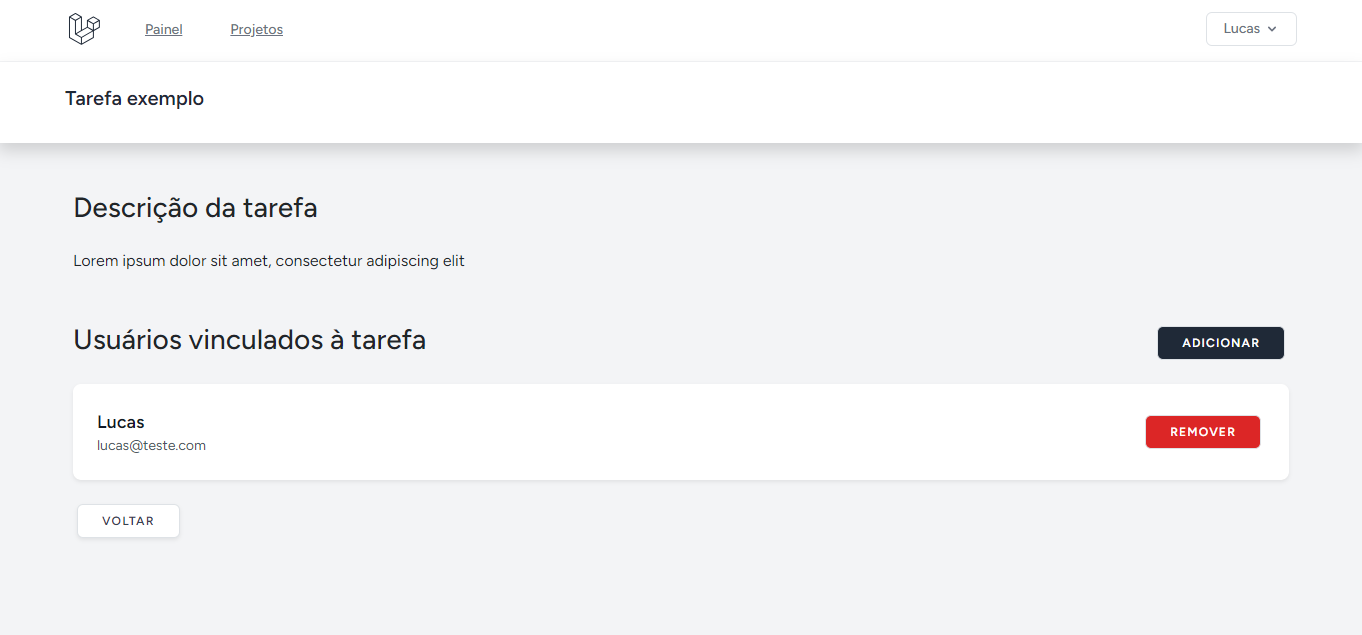 Painel Projetos Lucas
Tarefa exemplo
Descrição da tarefa
Lorem ipsum dolor sit amet, consectetur adipiscing elit
Usuários vinculados à tarefa
ADICIONAR
Lucas
lucas@teste.com
REMOVER
VOLTAR